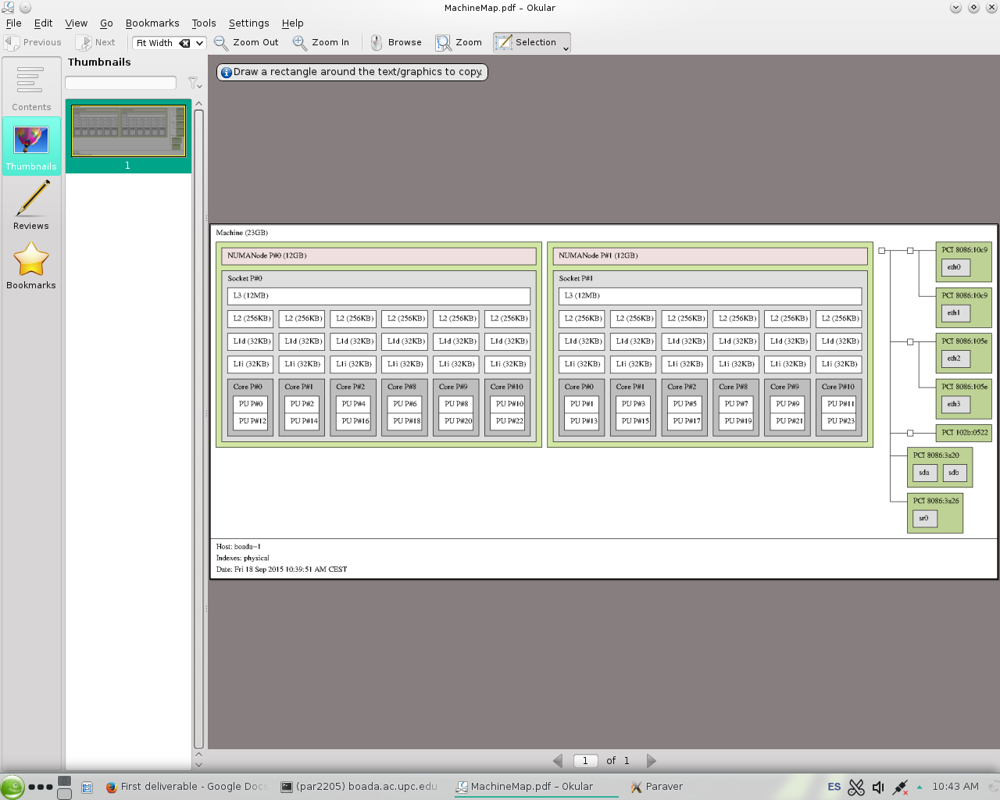 MachineMap.pdf – Okular
File Edit View Go Bookmarks Tools Settings Help
Previous Next Fit Width Zoom Out Zoom In Browse Zoom Selection
Thumbnails
Contents
Thumbnails
Reviews
Bookmarks
1
Draw a rectangle around the text/graphics to copy.
Machine (23GB)
NUMANode P#0 (12GB)
Socket P#0
L3 (12MB)
L2 (256KB) L2 (256KB) L2 (256KB) L2 (256KB) L2 (256KB) L2 (256KB)
L1d (32KB) L1d (32KB) L1d (32KB) L1d (32KB) L1d (32KB) L1d (32KB)
L1i (32KB) L1i (32KB) L1i (32KB) L1i (32KB) L1i (32KB) L1i (32KB)
Core P#0 Core P#1 Core P#2 Core P#8 Core P#9 Core P#10
PU P#0 PU P#2 PU P#4 PU P#6 PU P#8 PU P#10
PU P#12 PU P#14 PU P#16 PU P#18 PU P#20 PU P#22
NUMANode P#1 (12GB)
Socket P#1
L3 (12MB)
L2 (256KB) L2 (256KB) L2 (256KB) L2 (256KB) L2 (256KB) L2 (256KB)
L1d (32KB) L1d (32KB) L1d (32KB) L1d (32KB) L1d (32KB) L1d (32KB)
L1i (32KB) L1i (32KB) L1i (32KB) L1i (32KB) L1i (32KB) L1i (32KB)
Core P#0 Core P#1 Core P#2 Core P#8 Core P#9 Core P#10
PU P#1 PU P#3 PU P#5 PU P#7 PU P#9 PU P#11
PU P#13 PU P#15 PU P#17 PU P#19 PU P#21 PU P#23
PCI 8086:10c9
eth0
PCI 8086:10c9
eth1
PCI 8086:105e
eth2
PCI 8086:105e
eth3
PCI 102b:0522
PCI 8086:3a20
sda sdb
PCI 8086:3a26
sr0
Host: boada-1
Indexes: physical
Date: Fri 18 Sep 2015 10:39:51 AM CEST
1 of 1
First deliverable - Google Docs (par2205) boada.ac.upc.edu MachineMap.pdf – Okular Paraver ES 10:43 AM